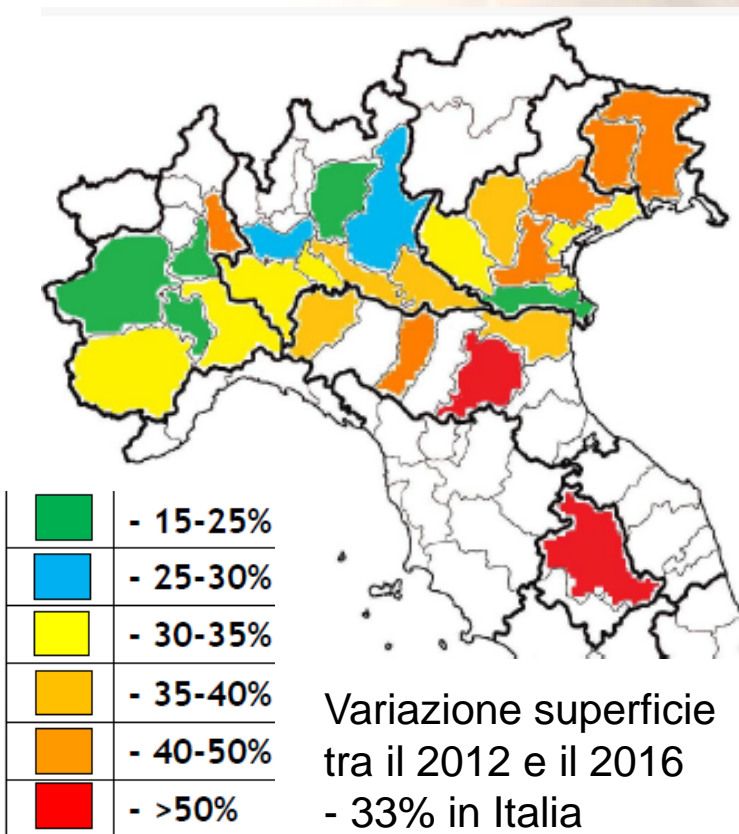 - 15-25%
- 25-30%
- 30-35%
- 35-40%
- 40-50%
- >50%
Variazione superficie
tra il 2012 e il 2016
- 33% in Italia